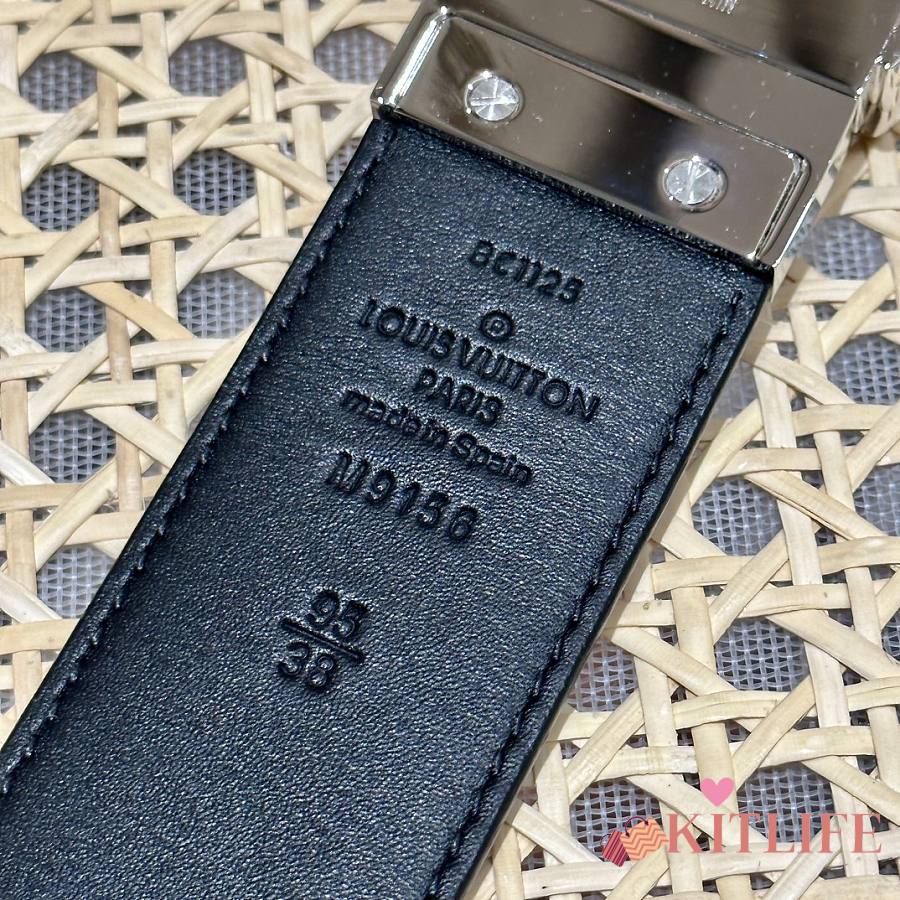 BC1125
℗
LOUIS VUITTON
PARIS
made in Spain
M9156
95
38
KITLIFE